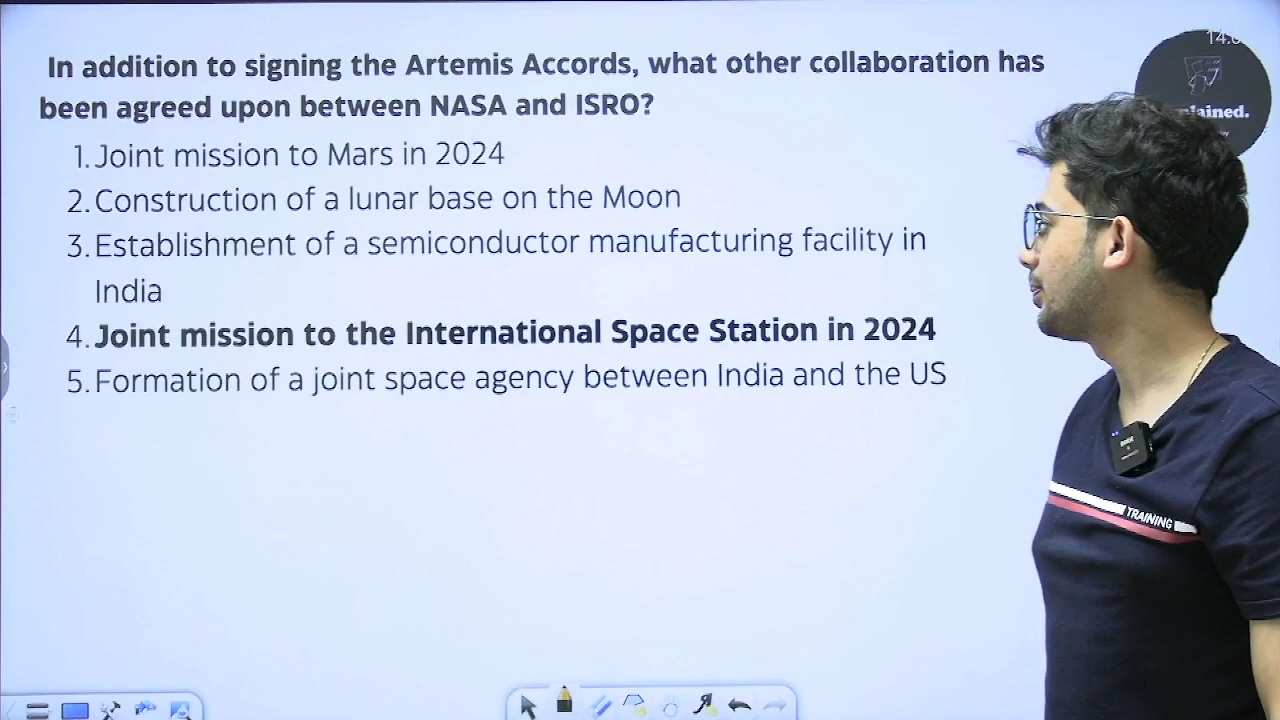 In addition to signing the Artemis Accords, what other collaboration has
been agreed upon between NASA and ISRO?
1. Joint mission to Mars in 2024
2. Construction of a lunar base on the Moon
3. Establishment of a semiconductor manufacturing facility in
India
4. Joint mission to the International Space Station in 2024
5. Formation of a joint space agency between India and the US
TRAINING